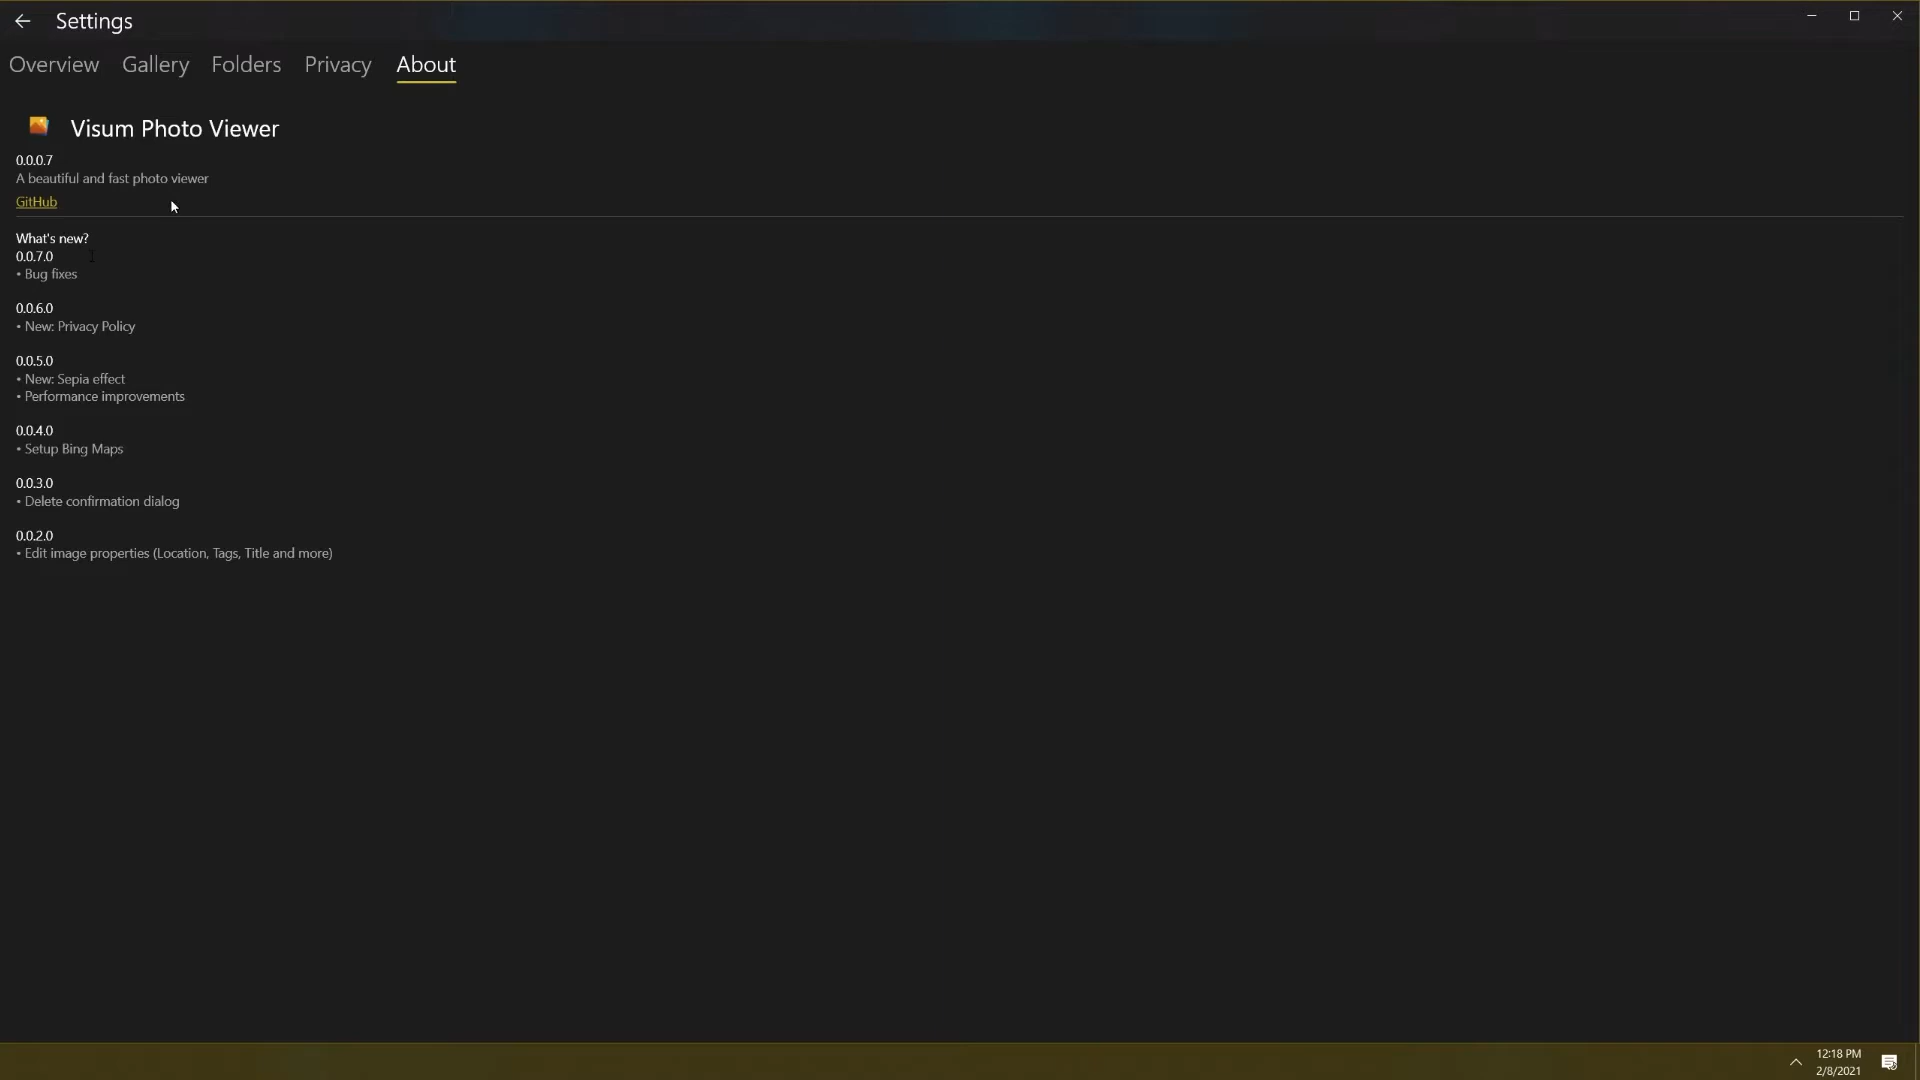 Settings
Overview Gallery Folders Privacy About
Visum Photo Viewer
0.0.0.7
A beautiful and fast photo viewer
GitHub
What's new?
0.0.7.0
• Bug fixes
0.0.6.0
• New: Privacy Policy
0.0.5.0
• New: Sepia effect
• Performance improvements
0.0.4.0
• Setup Bing Maps
0.0.3.0
• Delete confirmation dialog
0.0.2.0
• Edit image properties (Location, Tags, Title and more)
12:18 PM
2/8/2021